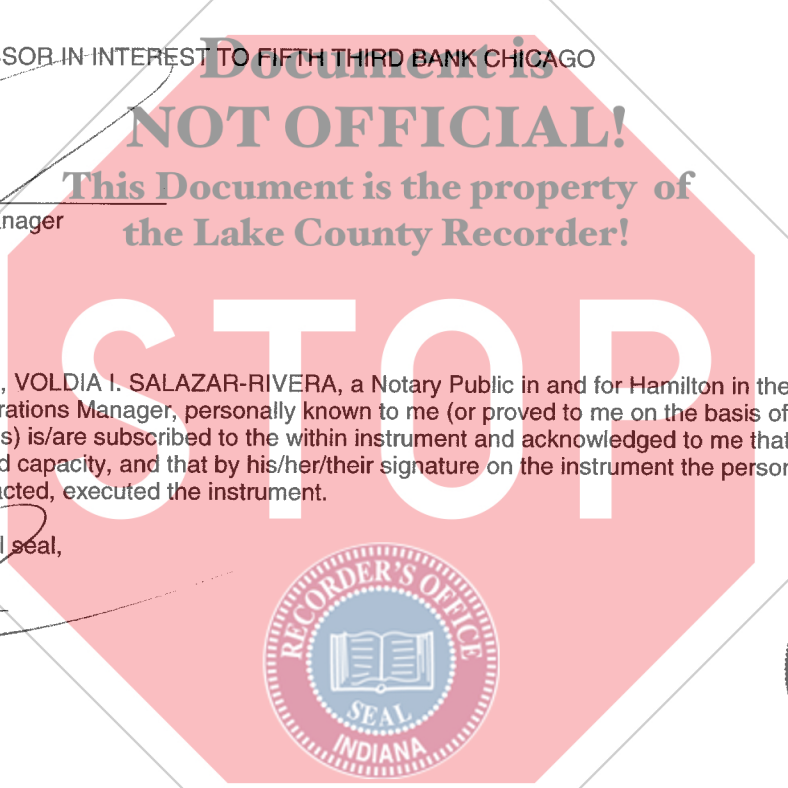 SSOR IN INTEREST TO FIFTH THIRD BANK CHICAGO
Document is
NOT OFFICIAL!
This Document is the property of
nager
the Lake County Recorder!
STOP
, VOLDIA I. SALAZAR-RIVERA, a Notary Public in and for Hamilton in the
rations Manager, personally known to me (or proved to me on the basis of
s) is/are subscribed to the within instrument and acknowledged to me that
d capacity, and that by his/her/their signature on the instrument the person
acted, executed the instrument.
l seal,
RECORDER'S OFFICE
SEAL
INDIANA